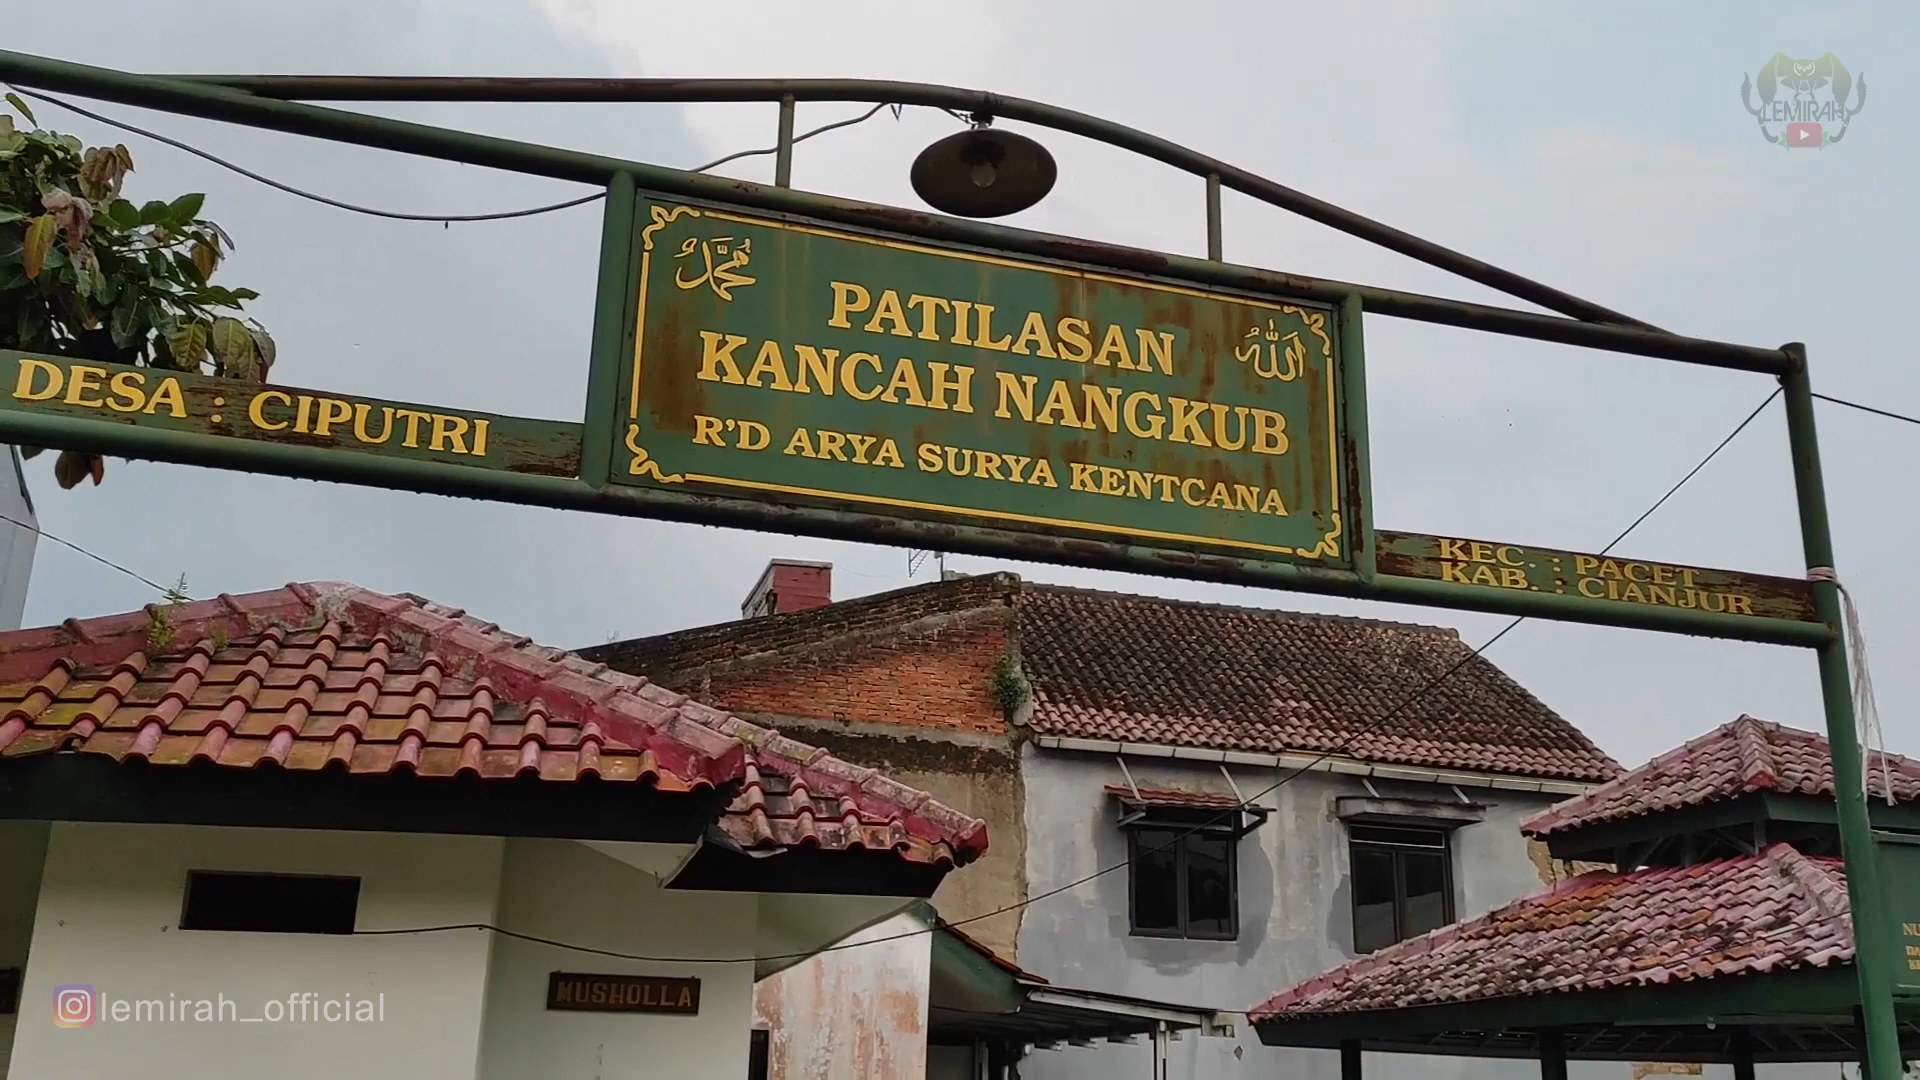 LEMIRAH
محمد
الله
PATILASAN
KANCAH NANGKUB
R'D ARYA SURYA KENTCANA
DESA : CIPUTRI
KEC. : PACET
KAB. : CIANJUR
MUSHOLLA
lemirah_official